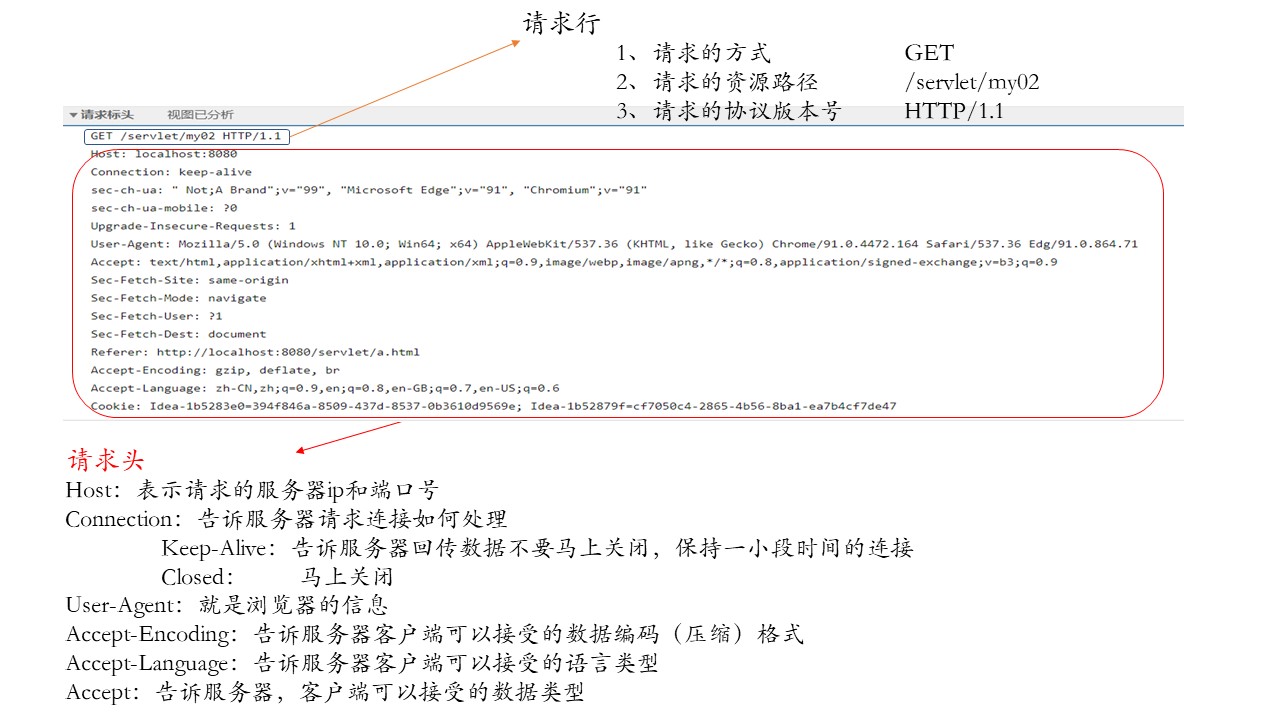 请求行
1、请求的方式 GET
2、请求的资源路径 /servlet/my02
3、请求的协议版本号 HTTP/1.1
▼请求标头 视图已分析
GET /servlet/my02 HTTP/1.1
Host: localhost:8080
Connection: keep-alive
sec-ch-ua: " Not;A Brand";v="99", "Microsoft Edge";v="91", "Chromium";v="91"
sec-ch-ua-mobile: ?0
Upgrade-Insecure-Requests: 1
User-Agent: Mozilla/5.0 (Windows NT 10.0; Win64; x64) AppleWebKit/537.36 (KHTML, like Gecko) Chrome/91.0.4472.164 Safari/537.36 Edg/91.0.864.71
Accept: text/html,application/xhtml+xml,application/xml;q=0.9,image/webp,image/apng,*/*;q=0.8,application/signed-exchange;v=b3;q=0.9
Sec-Fetch-Site: same-origin
Sec-Fetch-Mode: navigate
Sec-Fetch-User: ?1
Sec-Fetch-Dest: document
Referer: http://localhost:8080/servlet/a.html
Accept-Encoding: gzip, deflate, br
Accept-Language: zh-CN,zh;q=0.9,en;q=0.8,en-GB;q=0.7,en-US;q=0.6
Cookie: Idea-1b5283e0=394f846a-8509-437d-8537-0b3610d9569e; Idea-1b52879f=cf7050c4-2865-4b56-8ba1-ea7b4cf7de47
请求头
Host：表示请求的服务器ip和端口号
Connection：告诉服务器请求连接如何处理
Keep-Alive：告诉服务器回传数据不要马上关闭，保持一小段时间的连接
Closed： 马上关闭
User-Agent：就是浏览器的信息
Accept-Encoding：告诉服务器客户端可以接受的数据编码（压缩）格式
Accept-Language：告诉服务器客户端可以接受的语言类型
Accept：告诉服务器，客户端可以接受的数据类型